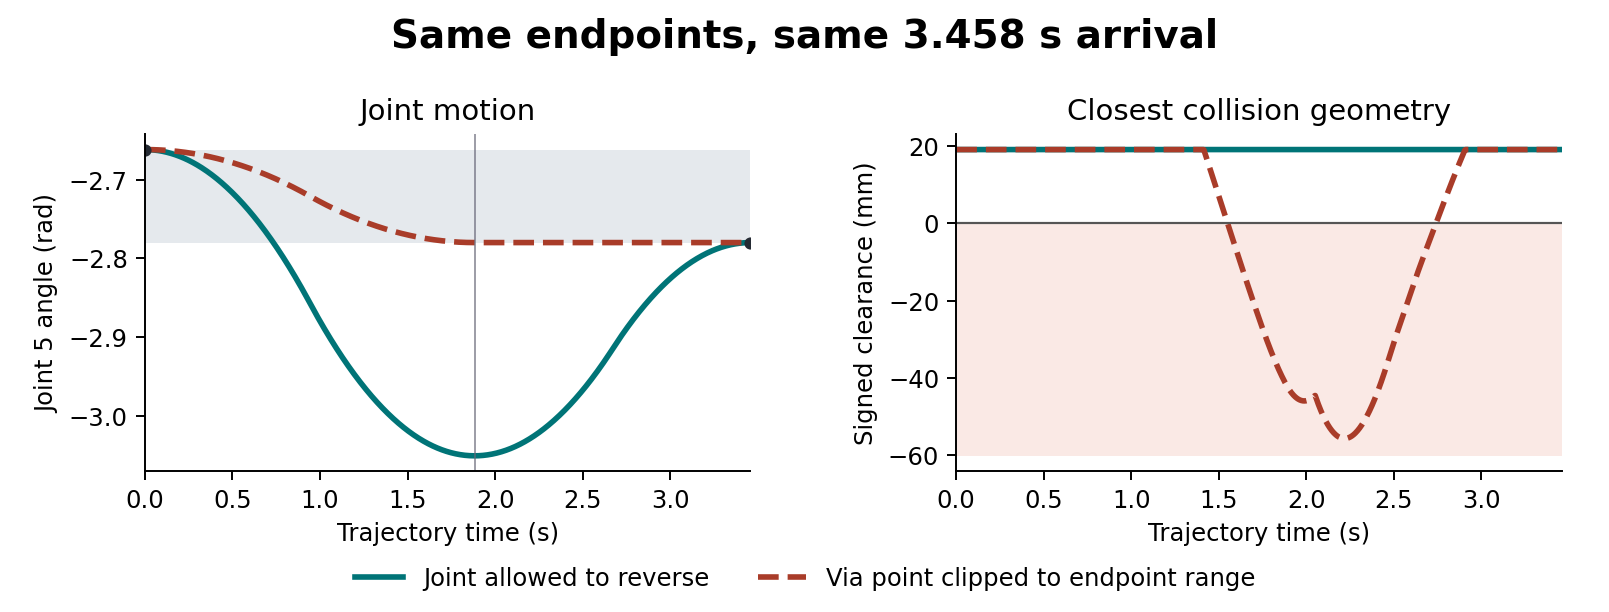 Same endpoints, same 3.458 s arrival
Joint motion
Joint 5 angle (rad)
−2.7
−2.8
−2.9
−3.0
0.0 0.5 1.0 1.5 2.0 2.5 3.0
Trajectory time (s)
Closest collision geometry
Signed clearance (mm)
20
0
−20
−40
−60
0.0 0.5 1.0 1.5 2.0 2.5 3.0
Trajectory time (s)
Joint allowed to reverse
Via point clipped to endpoint range